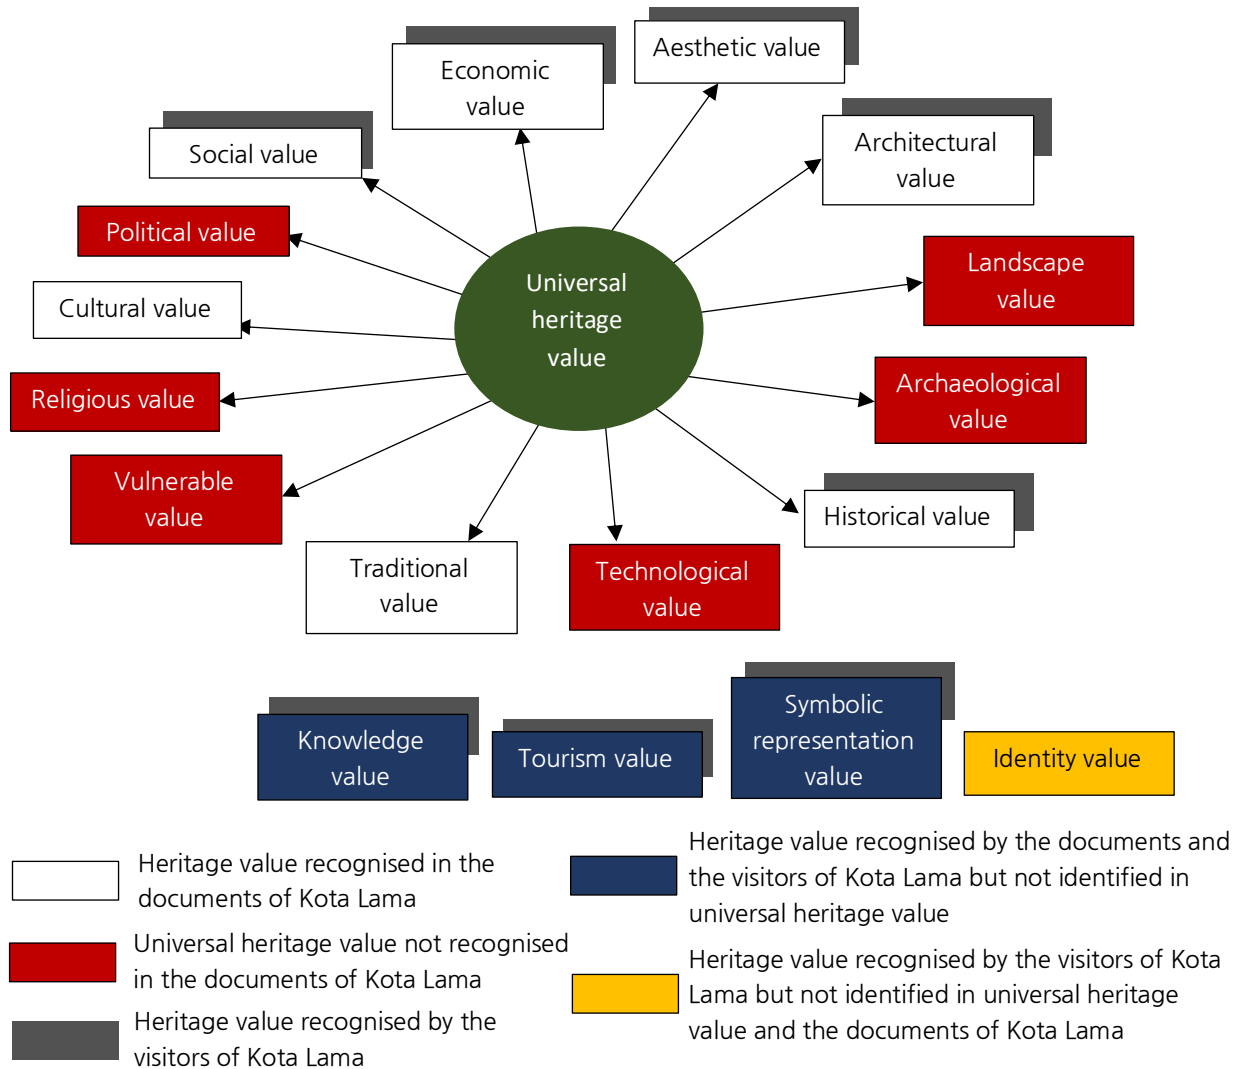 Economic
value
Aesthetic value
Social value
Architectural
value
Political value
Landscape
value
Cultural value
Universal
heritage
value
Religious value
Archaeological
value
Vulnerable
value
Historical value
Traditional
value
Technological
value
Knowledge
value
Tourism value
Symbolic
representation
value
Identity value
Heritage value recognised in the
documents of Kota Lama
Universal heritage value not recognised
in the documents of Kota Lama
Heritage value recognised by the
visitors of Kota Lama
Heritage value recognised by the documents and
the visitors of Kota Lama but not identified in
universal heritage value
Heritage value recognised by the visitors of Kota
Lama but not identified in universal heritage
value and the documents of Kota Lama